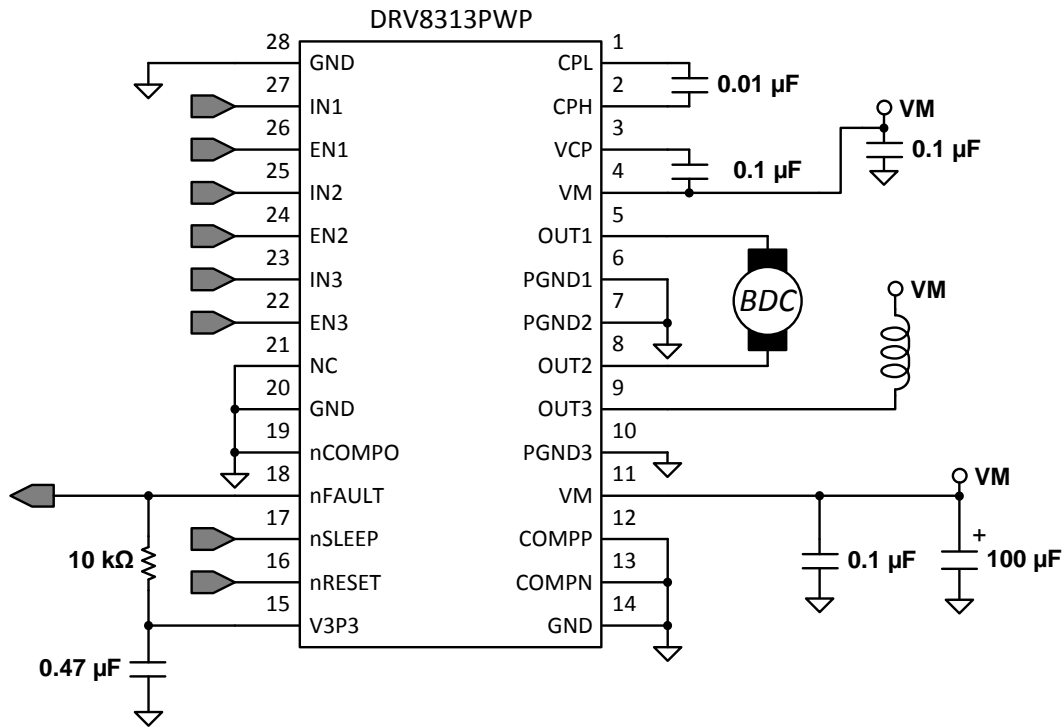 DRV8313PWP
28 GND
27 IN1
26 EN1
25 IN2
24 EN2
23 IN3
22 EN3
21 NC
20 GND
19 nCOMPO
18 nFAULT
17 nSLEEP
16 nRESET
15 V3P3
10 kΩ
0.47 µF
1 CPL
2 CPH
3 VCP
4 VM
5 OUT1
6 PGND1
7 PGND2
8 OUT2
9 OUT3
10 PGND3
11 VM
12 COMPP
13 COMPN
14 GND
0.01 µF
VM
0.1 µF
0.1 µF
BDC
VM
VM
0.1 µF
+
100 µF